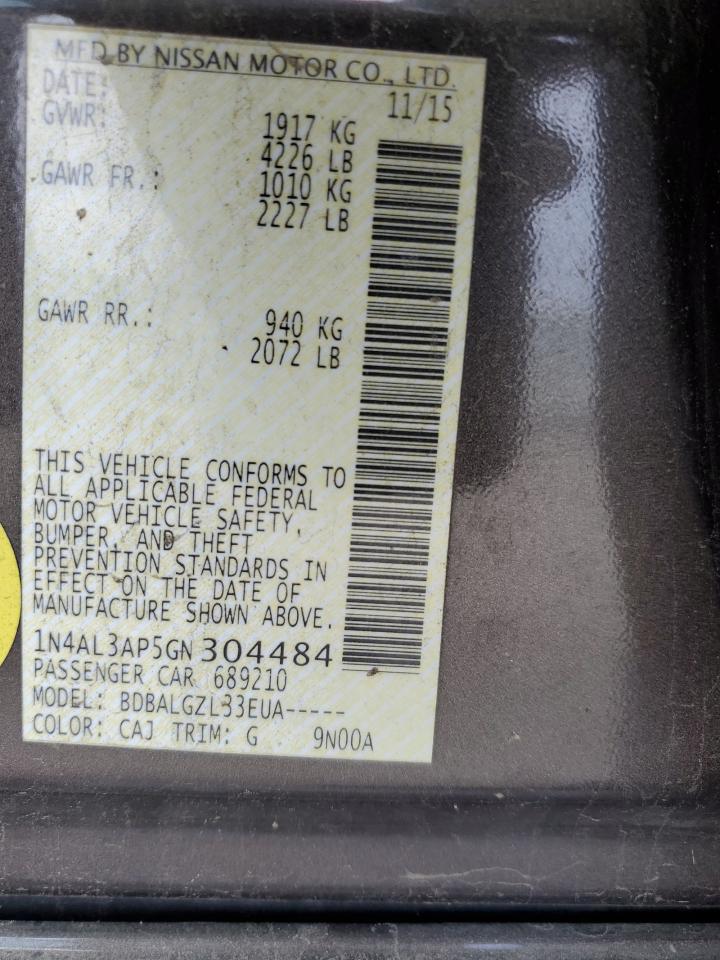 MFD BY NISSAN MOTOR CO., LTD.
DATE: 11/15
GVWR: 1917 KG
4226 LB
GAWR FR.: 1010 KG
2227 LB
GAWR RR.: 940 KG
2072 LB
THIS VEHICLE CONFORMS TO
ALL APPLICABLE FEDERAL
MOTOR VEHICLE SAFETY,
BUMPER, AND THEFT
PREVENTION STANDARDS IN
EFFECT ON THE DATE OF
MANUFACTURE SHOWN ABOVE.
1N4AL3AP5GN304484
PASSENGER CAR 689210
MODEL: BDBALGZL33EUA-----
COLOR: CAJ TRIM: G 9N00A